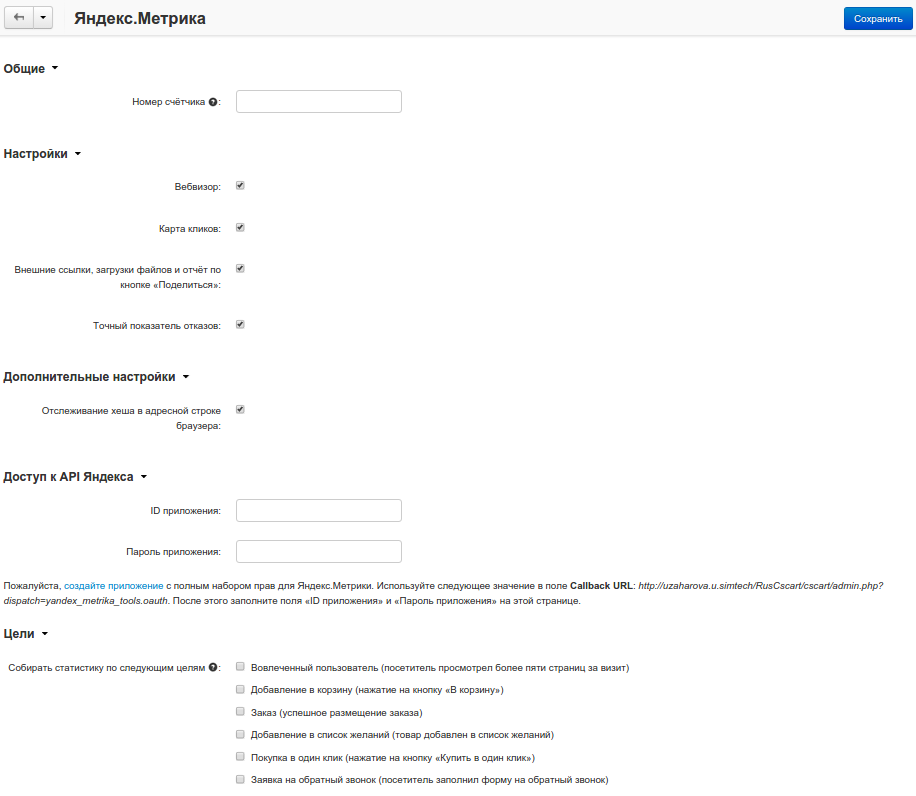 Яндекс.Метрика
Сохранить
Общие
Номер счётчика ?:
Настройки
Вебвизор:
Карта кликов:
Внешние ссылки, загрузки файлов и отчёт по
кнопке «Поделиться»:
Точный показатель отказов:
Дополнительные настройки
Отслеживание хеша в адресной строке
браузера:
Доступ к API Яндекса
ID приложения:
Пароль приложения:
Пожалуйста, создайте приложение с полным набором прав для Яндекс.Метрики. Используйте следующее значение в поле Callback URL: http://uzaharova.u.simtech/RusCscart/cscart/admin.php?
dispatch=yandex_metrika_tools.oauth. После этого заполните поля «ID приложения» и «Пароль приложения» на этой странице.
Цели
Собирать статистику по следующим целям ?:
Вовлеченный пользователь (посетитель просмотрел более пяти страниц за визит)
Добавление в корзину (нажатие на кнопку «В корзину»)
Заказ (успешное размещение заказа)
Добавление в список желаний (товар добавлен в список желаний)
Покупка в один клик (нажатие на кнопку «Купить в один клик»)
Заявка на обратный звонок (посетитель заполнил форму на обратный звонок)